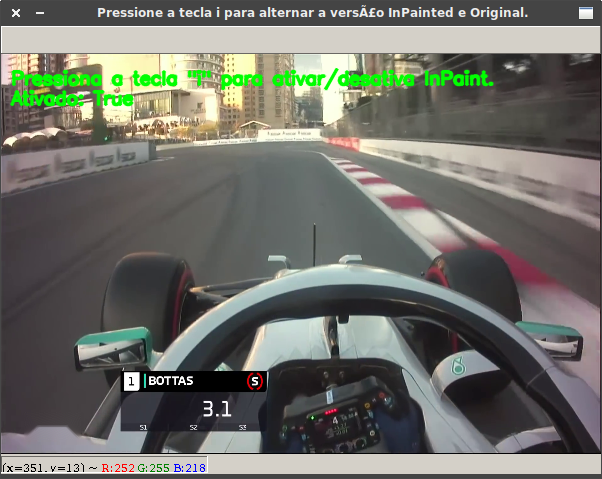 Pressione a tecla i para alternar a versÃ£o InPainted e Original.
Pressiona a tecla "i" para ativar/desativa InPaint.
Ativado: True
1 BOTTAS S
3.1
S1 S2 S3
(x=351, y=13) ~ R:252 G:255 B:218